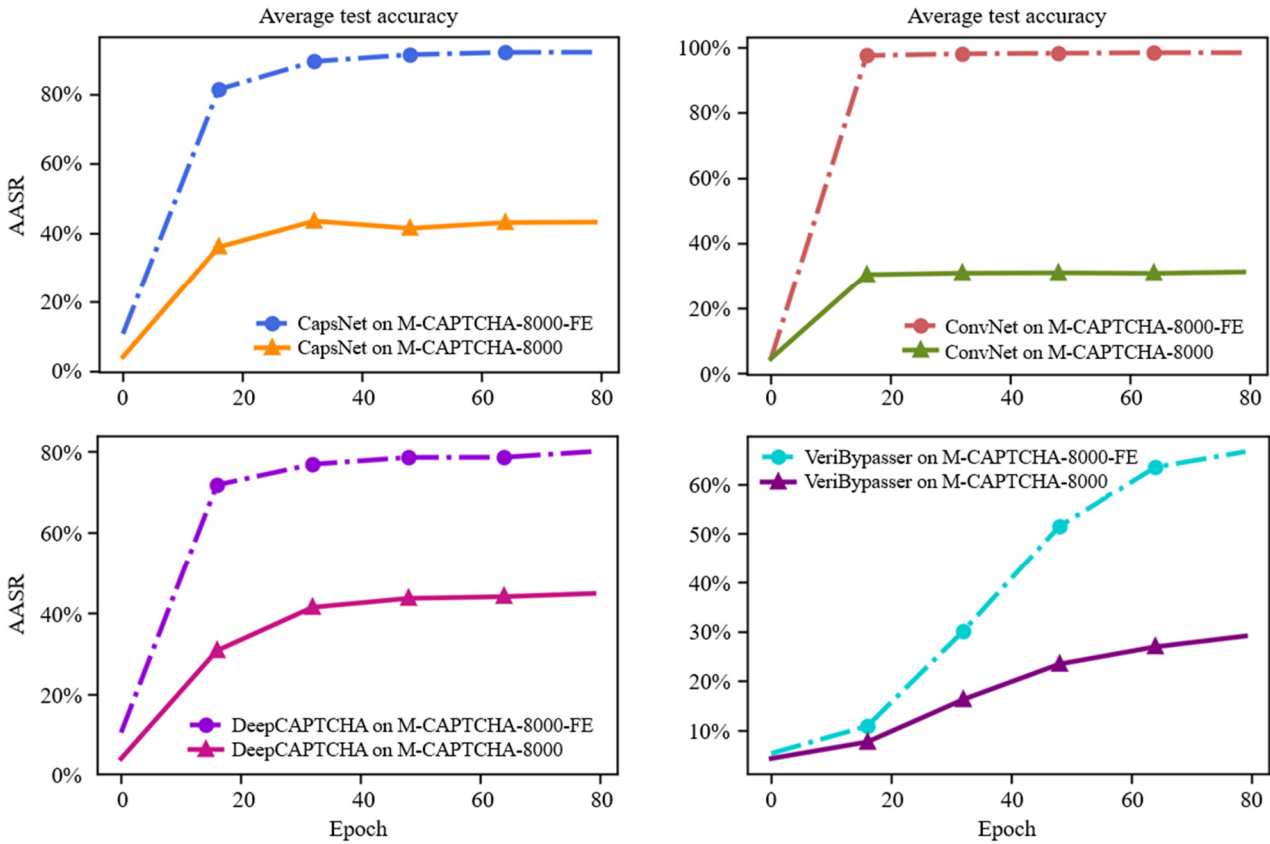 Average test accuracy
AASR
80%
60%
40%
20%
0%
0 20 40 60 80
CapsNet on M-CAPTCHA-8000-FE
CapsNet on M-CAPTCHA-8000
Average test accuracy
100%
80%
60%
40%
20%
0%
0 20 40 60 80
ConvNet on M-CAPTCHA-8000-FE
ConvNet on M-CAPTCHA-8000
AASR
80%
60%
40%
20%
0%
0 20 40 60 80
Epoch
DeepCAPTCHA on M-CAPTCHA-8000-FE
DeepCAPTCHA on M-CAPTCHA-8000
VeriBypasser on M-CAPTCHA-8000-FE
VeriBypasser on M-CAPTCHA-8000
60%
50%
40%
30%
20%
10%
0 20 40 60 80
Epoch